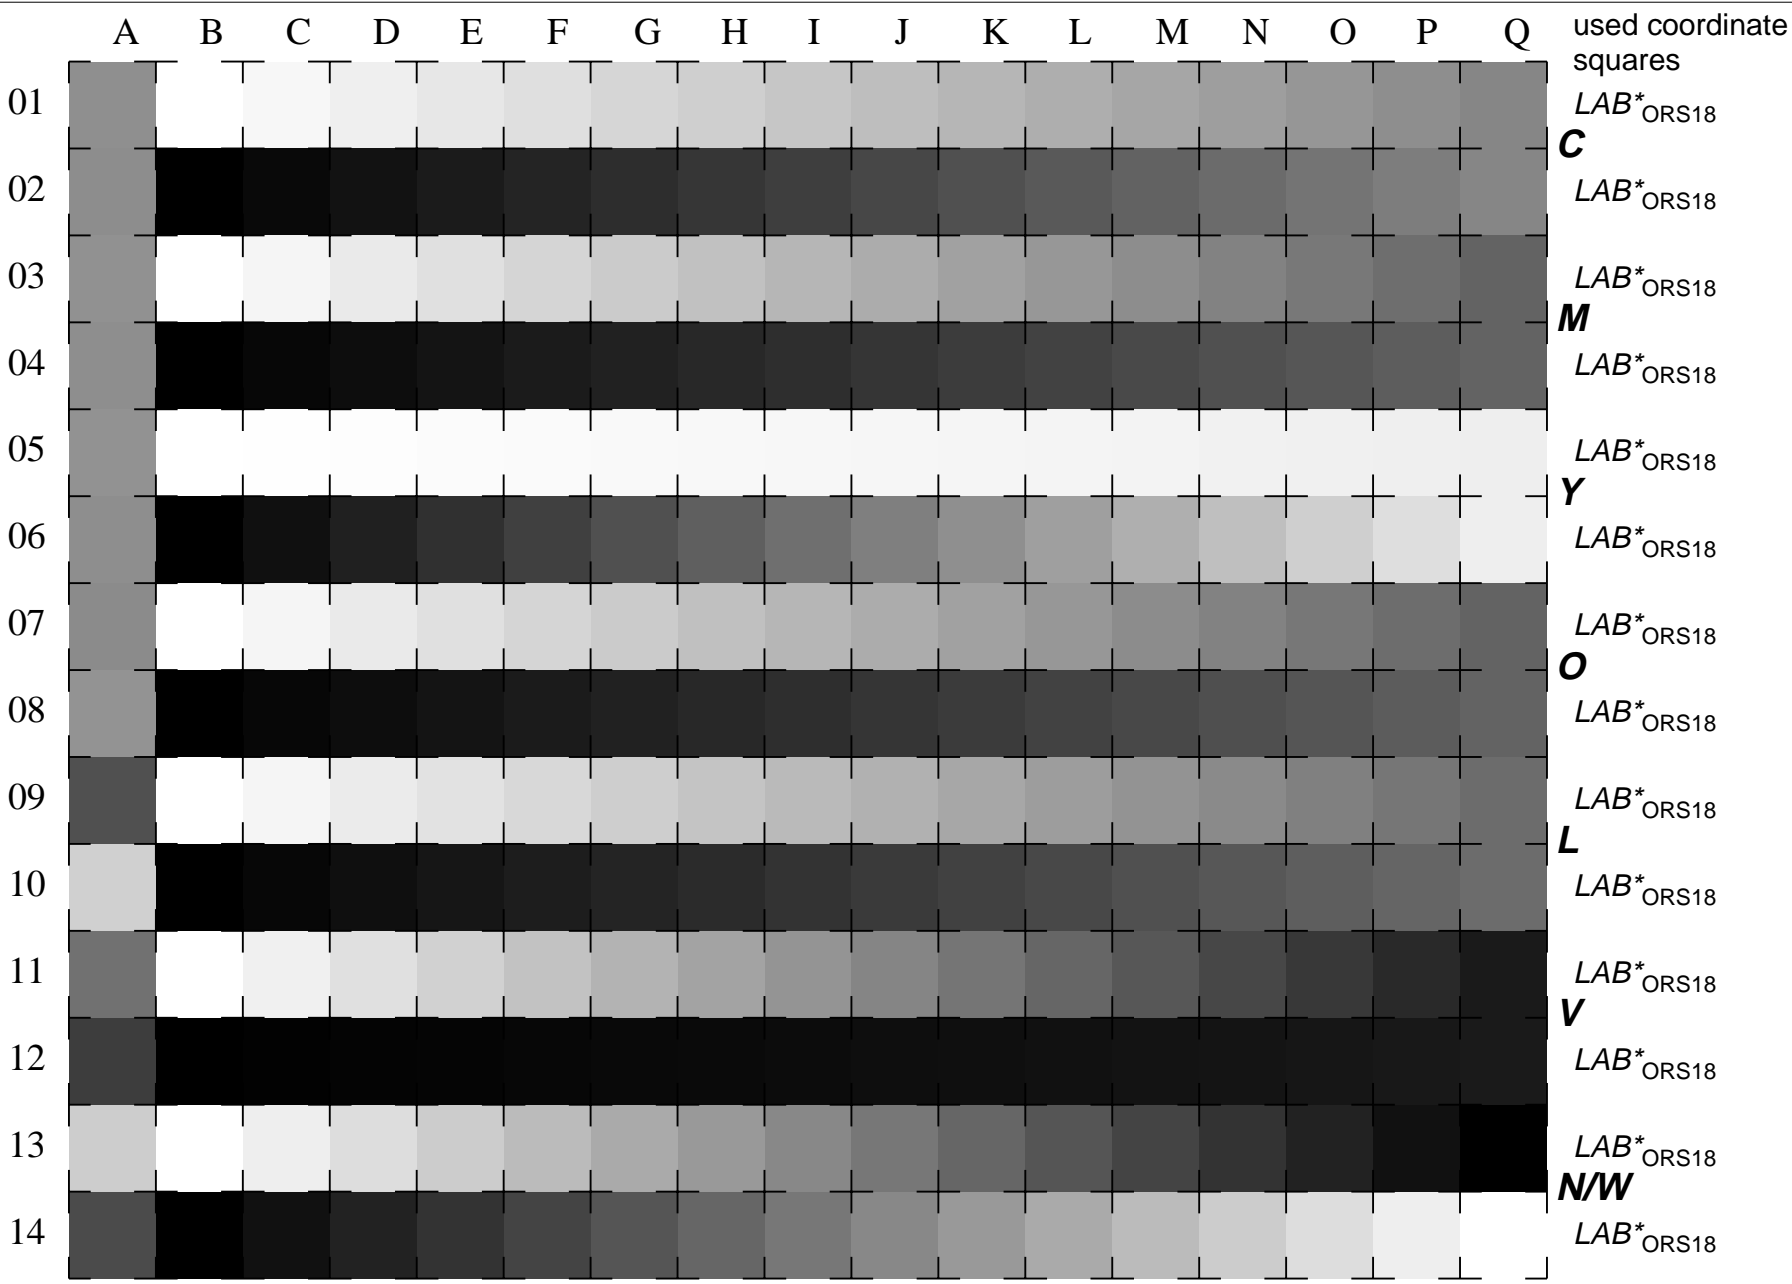 A B C D E F G H I J K L M N O P Q used coordinate
squares
01 LAB*ORS18
C
02 LAB*ORS18
03 LAB*ORS18
M
04 LAB*ORS18
05 LAB*ORS18
Y
06 LAB*ORS18
07 LAB*ORS18
O
08 LAB*ORS18
09 LAB*ORS18
L
10 LAB*ORS18
11 LAB*ORS18
V
12 LAB*ORS18
13 LAB*ORS18
N/W
14 LAB*ORS18